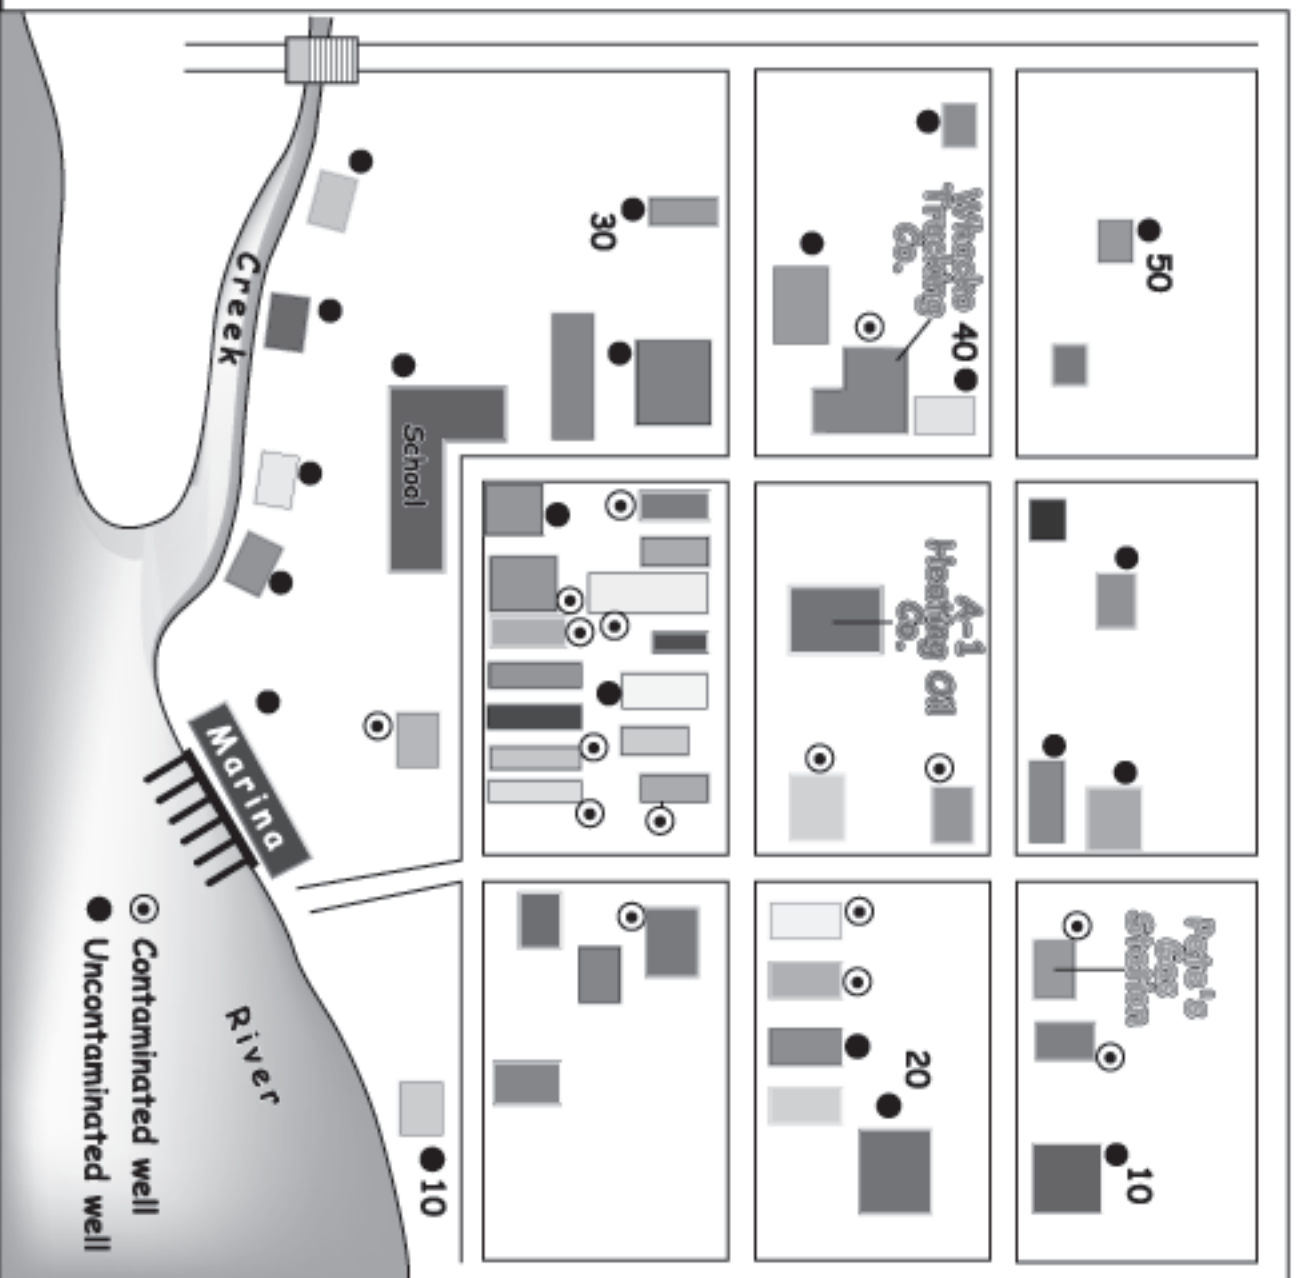 Creek
30
Whacko
Trucking
Co.
40
50
School
A-1
Heating Oil
Co.
Marina
Pete's
Gas
Station
20
10
River
10
Contaminated well
Uncontaminated well